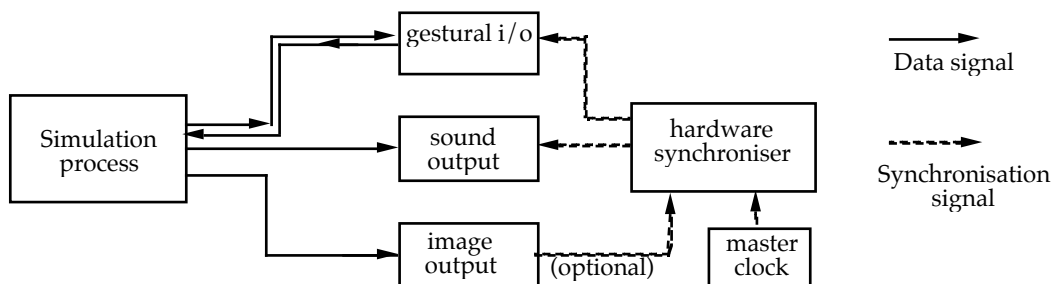 gestural i/o
Data signal
Simulation
process
sound
output
hardware
synchroniser
Synchronisation
signal
image
output
(optional)
master
clock